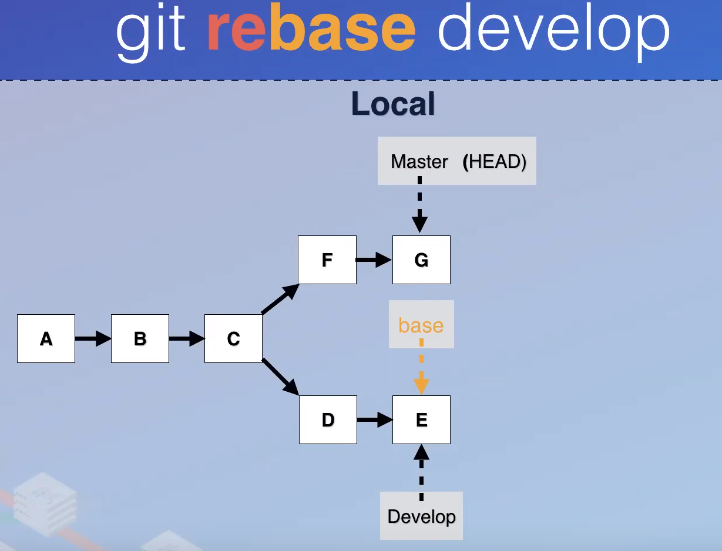 git rebase develop
Local
Master (HEAD)
F
G
base
A
B
C
D
E
Develop